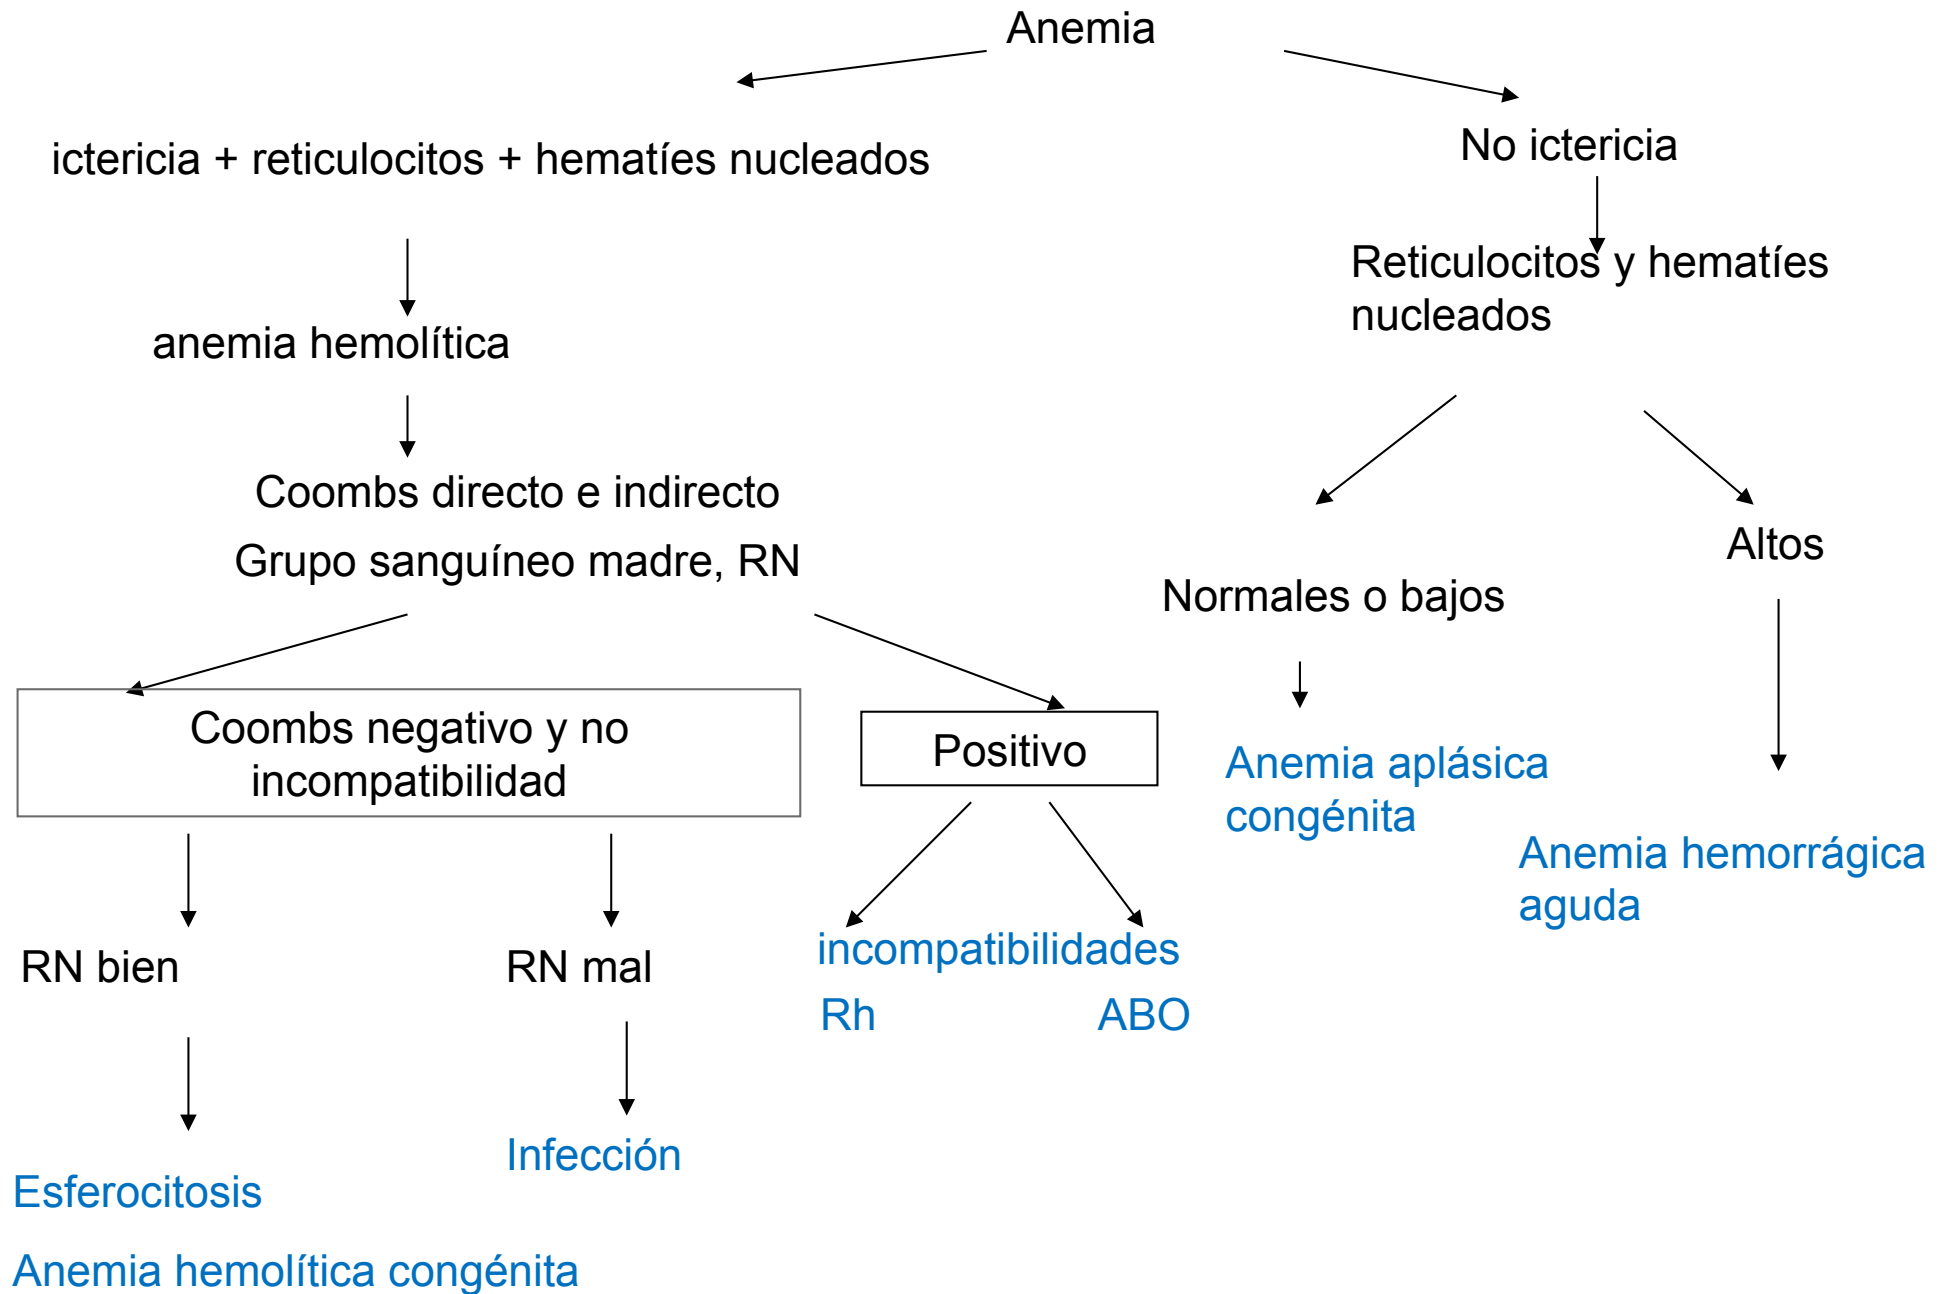 Anemia
ictericia + reticulocitos + hematíes nucleados
No ictericia
Reticulocitos y hematíes
nucleados
anemia hemolítica
Coombs directo e indirecto
Grupo sanguíneo madre, RN
Altos
Normales o bajos
Coombs negativo y no
incompatibilidad
Positivo
Anemia aplásica
congénita
Anemia hemorrágica
aguda
RN bien
RN mal
incompatibilidades
Rh
ABO
Infección
Esferocitosis
Anemia hemolítica congénita